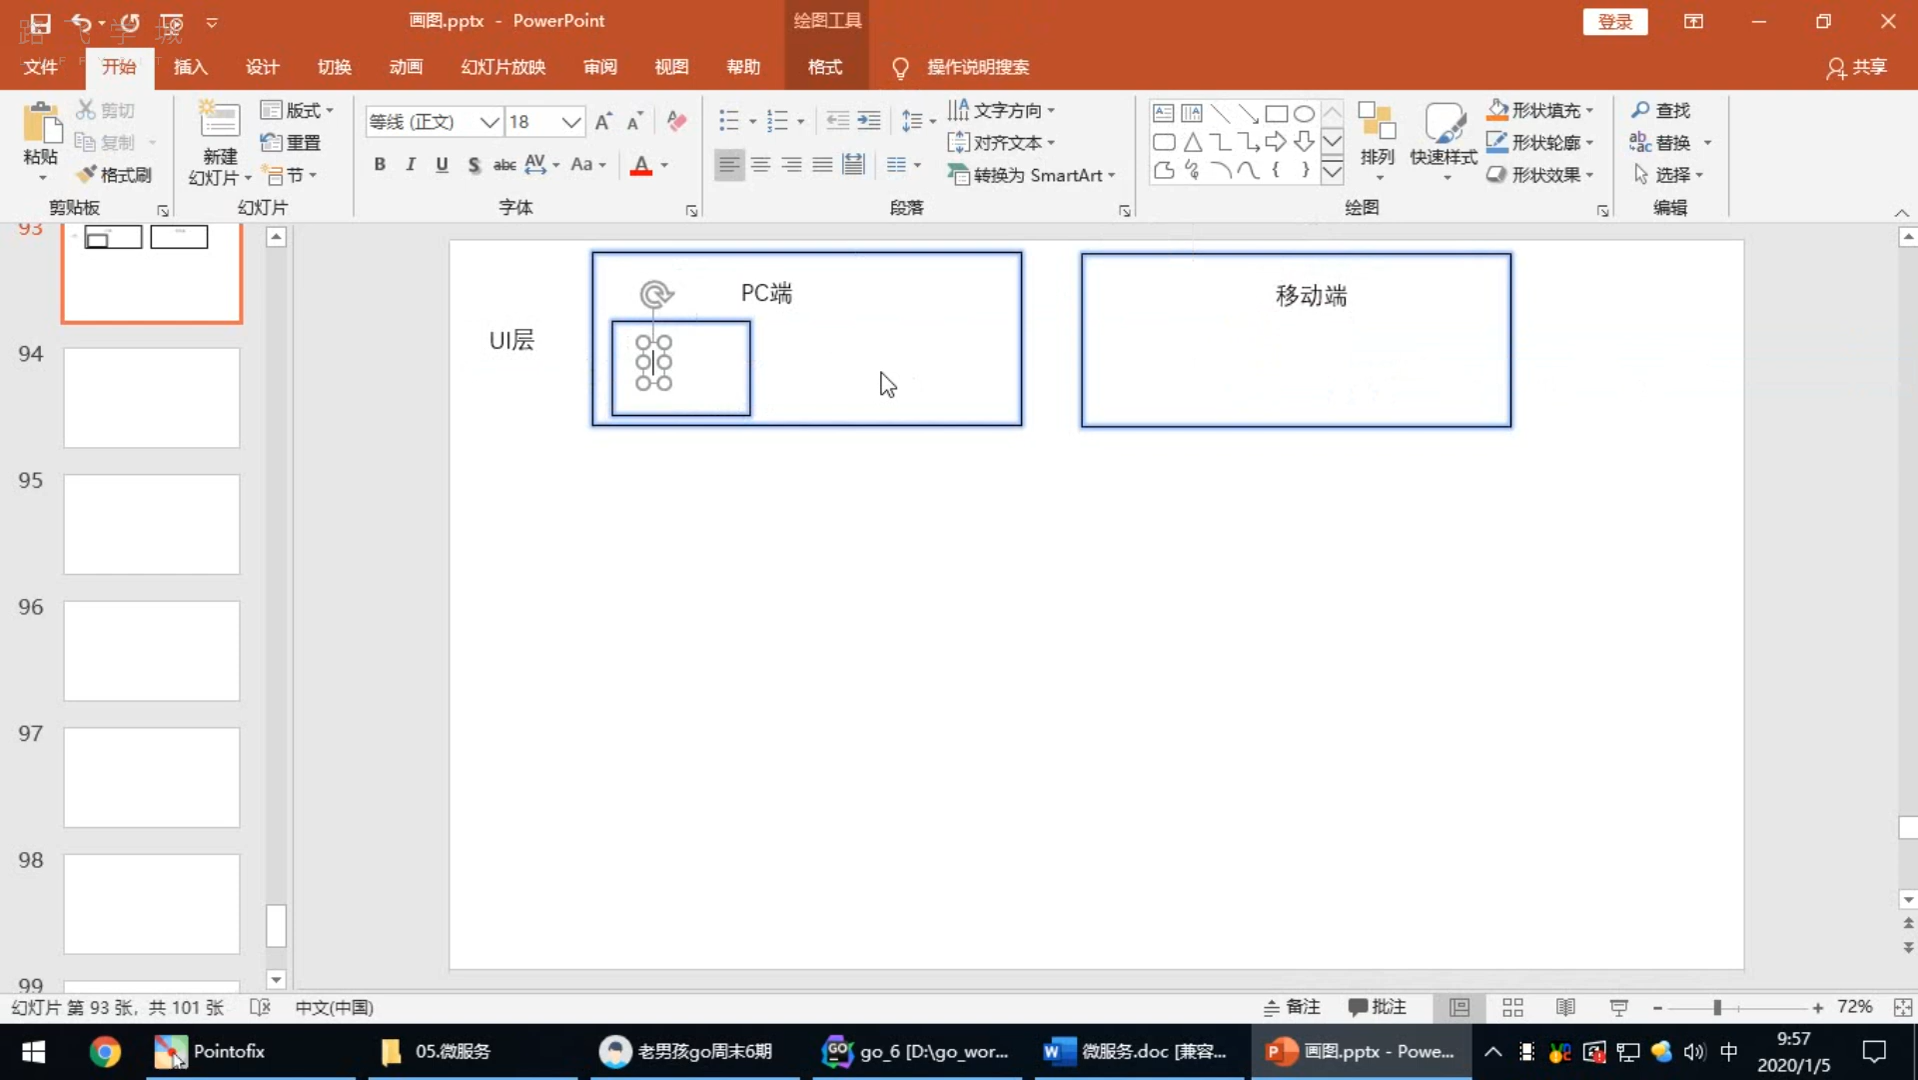 画图.pptx - PowerPoint
绘图工具
登录
路飞学城
文件
开始
插入
设计
切换
动画
幻灯片放映
审阅
视图
帮助
格式
操作说明搜索
共享
剪切
复制
格式刷
粘贴
剪贴板
新建
幻灯片
版式
重置
节
幻灯片
等线 (正文)
18
字体
文字方向
对齐文本
转换为 SmartArt
段落
排列
快速样式
形状填充
形状轮廓
形状效果
绘图
查找
替换
选择
编辑
93
94
95
96
97
98
99
PC端
移动端
UI层
幻灯片 第 93 张，共 101 张
中文(中国)
备注
批注
72%
Pointofix
05.微服务
老男孩go周末6期
go_6 [D:\go_wor...
微服务.doc [兼容...
画图.pptx - Powe...
中
9:57
2020/1/5